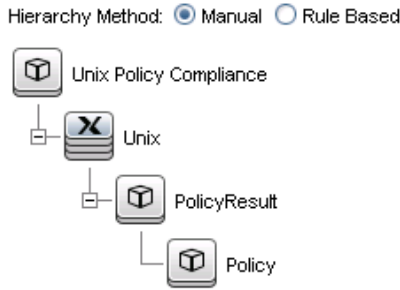 Hierarchy Method: Manual Rule Based
Unix Policy Compliance
Unix
PolicyResult
Policy